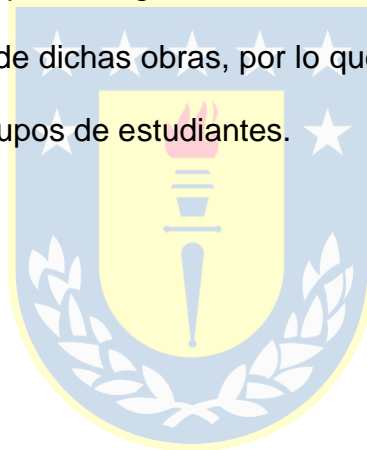 de dichas obras, por lo que
upos de estudiantes.